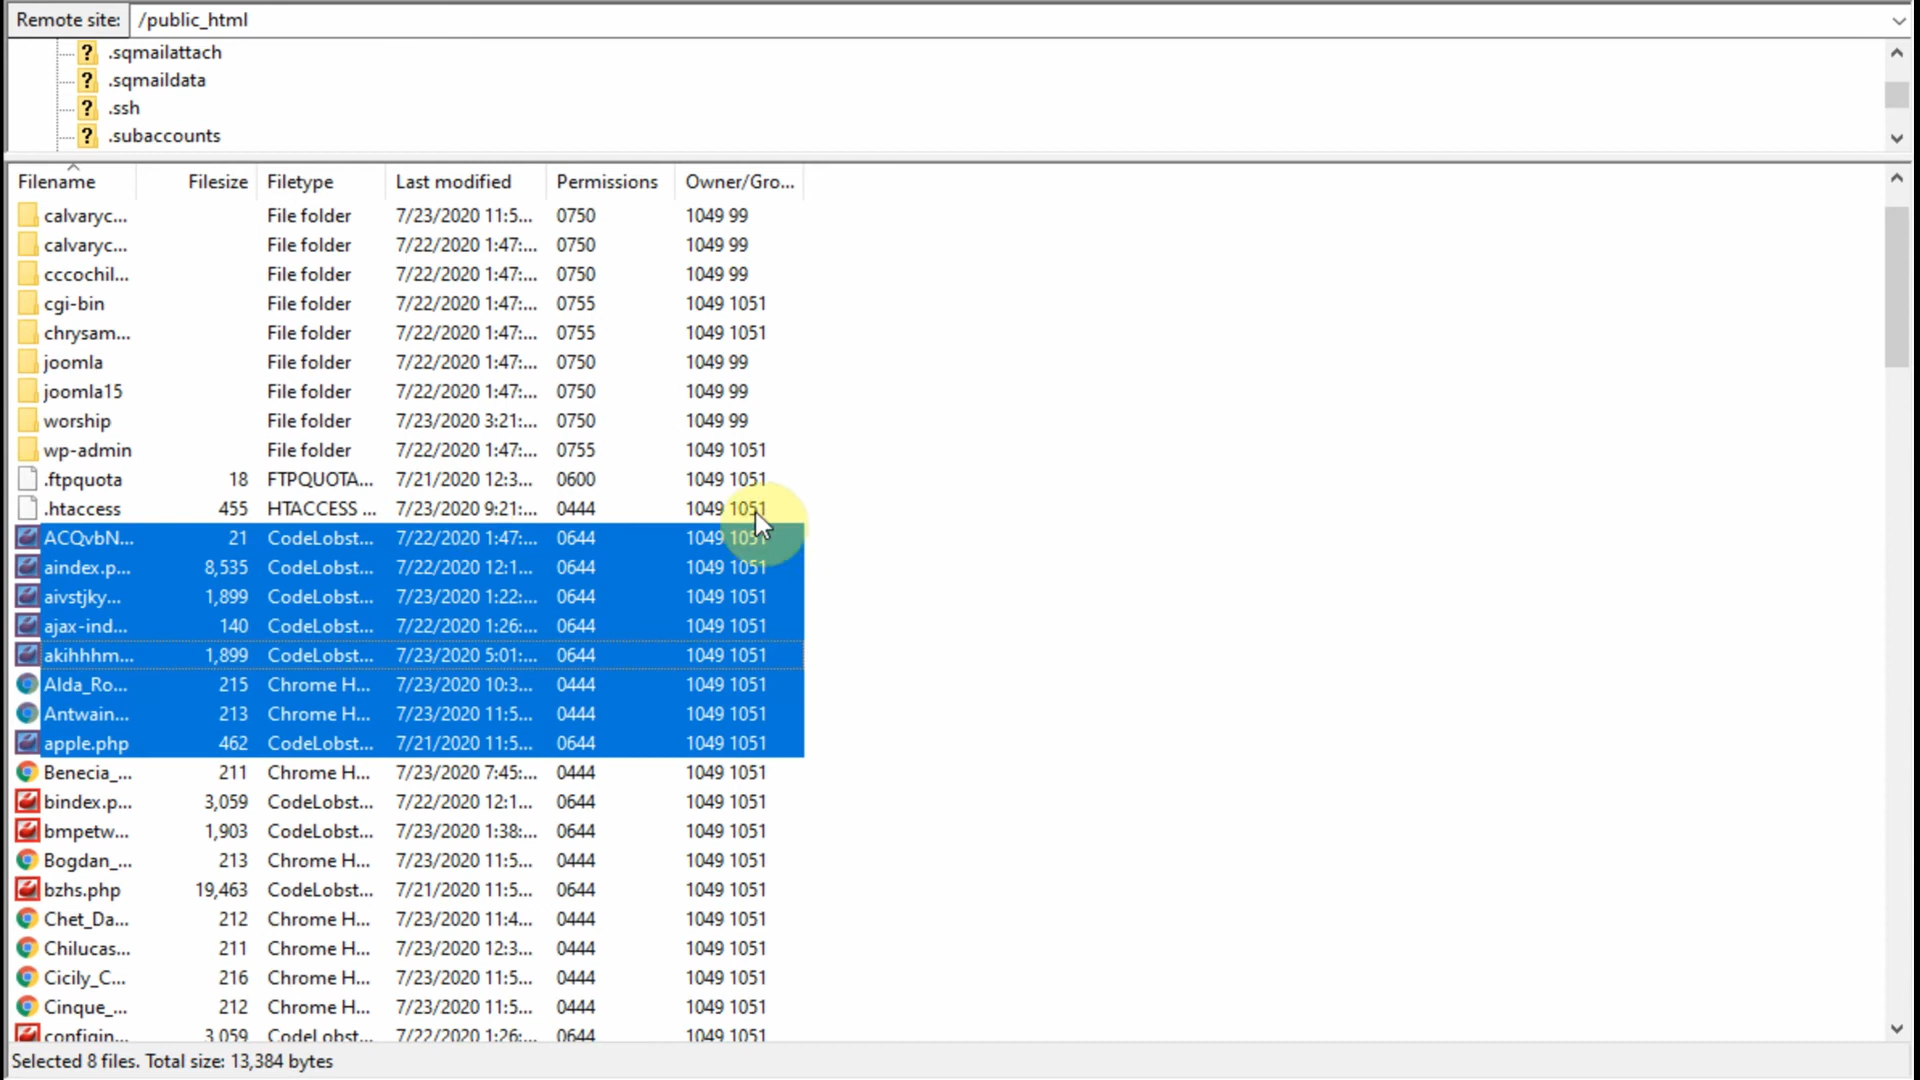 Remote site: /public_html
? .sqmailattach
? .sqmaildata
? .ssh
? .subaccounts
Filename Filesize Filetype Last modified Permissions Owner/Gro...
calvaryc... File folder 7/23/2020 11:5... 0750 1049 99
calvaryc... File folder 7/22/2020 1:47:... 0750 1049 99
cccochil... File folder 7/22/2020 1:47:... 0750 1049 99
cgi-bin File folder 7/22/2020 1:47:... 0755 1049 1051
chrysam... File folder 7/22/2020 1:47:... 0755 1049 1051
joomla File folder 7/22/2020 1:47:... 0750 1049 99
joomla15 File folder 7/22/2020 1:47:... 0750 1049 99
worship File folder 7/23/2020 3:21:... 0750 1049 99
wp-admin File folder 7/22/2020 1:47:... 0755 1049 1051
.ftpquota 18 FTPQUOTA... 7/21/2020 12:3... 0600 1049 1051
.htaccess 455 HTACCESS ... 7/23/2020 9:21:... 0444 1049 1051
ACQvbN... 21 CodeLobst... 7/22/2020 1:47:... 0644 1049 1051
aindex.p... 8,535 CodeLobst... 7/22/2020 12:1... 0644 1049 1051
aivstjky... 1,899 CodeLobst... 7/23/2020 1:22:... 0644 1049 1051
ajax-ind... 140 CodeLobst... 7/22/2020 1:26:... 0644 1049 1051
akihhhm... 1,899 CodeLobst... 7/23/2020 5:01:... 0644 1049 1051
Alda_Ro... 215 Chrome H... 7/23/2020 10:3... 0444 1049 1051
Antwain... 213 Chrome H... 7/23/2020 11:5... 0444 1049 1051
apple.php 462 CodeLobst... 7/21/2020 11:5... 0644 1049 1051
Benecia_... 211 Chrome H... 7/23/2020 7:45:... 0444 1049 1051
bindex.p... 3,059 CodeLobst... 7/22/2020 12:1... 0644 1049 1051
bmpetw... 1,903 CodeLobst... 7/23/2020 1:38:... 0644 1049 1051
Bogdan_... 213 Chrome H... 7/23/2020 11:5... 0444 1049 1051
bzhs.php 19,463 CodeLobst... 7/21/2020 11:5... 0644 1049 1051
Chet_Da... 212 Chrome H... 7/23/2020 11:4... 0444 1049 1051
Chilucas... 211 Chrome H... 7/23/2020 12:3... 0444 1049 1051
Cicily_C... 216 Chrome H... 7/23/2020 11:5... 0444 1049 1051
Cinque_... 212 Chrome H... 7/23/2020 11:5... 0444 1049 1051
configin... 3,059 CodeLobst... 7/22/2020 1:26:... 0644 1049 1051
Selected 8 files. Total size: 13,384 bytes